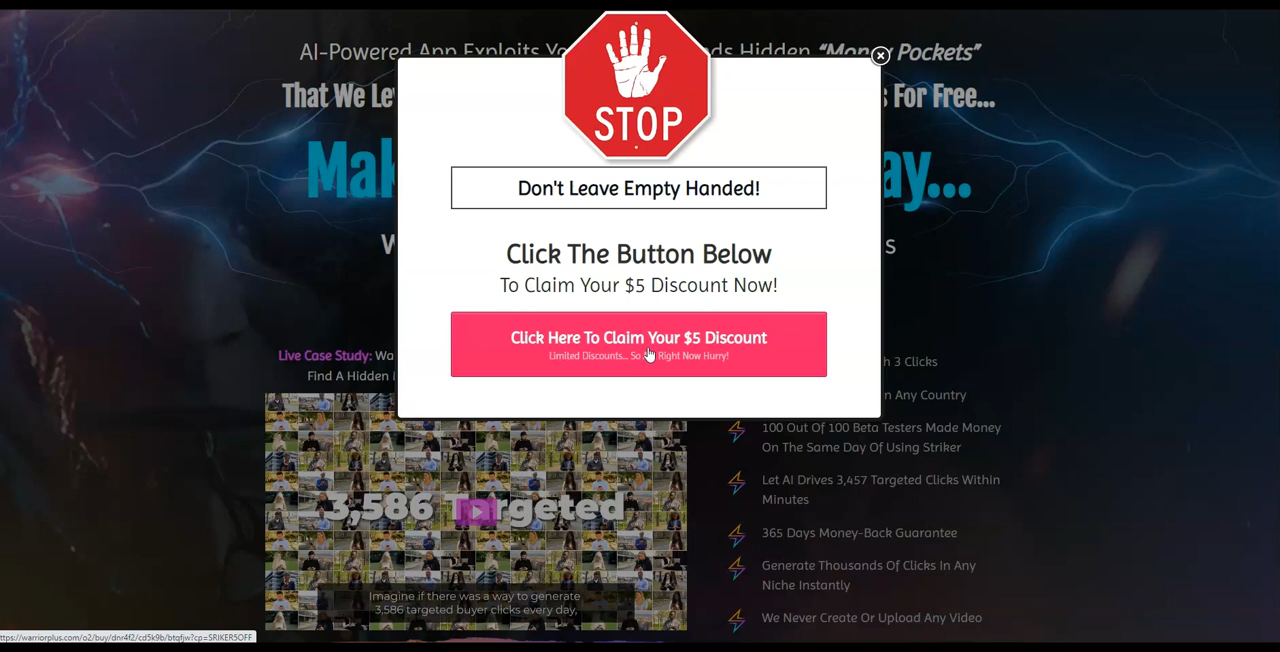 AI-Powered App Exploits Yo ds Hidden “Money Pockets”
That We Le s For Free...
Mak ay...
W s
STOP
Don't Leave Empty Handed!
Click The Button Below
To Claim Your $5 Discount Now!
Click Here To Claim Your $5 Discount
Limited Discounts... So Right Now Hurry!
Live Case Study: Wa
Find A Hidden
3,586 Targeted
Imagine if there was a way to generate
3,586 targeted buyer clicks every day,
h 3 Clicks
n Any Country
100 Out Of 100 Beta Testers Made Money
On The Same Day Of Using Striker
Let AI Drives 3,457 Targeted Clicks Within
Minutes
365 Days Money-Back Guarantee
Generate Thousands Of Clicks In Any
Niche Instantly
We Never Create Or Upload Any Video
ttps://warriorplus.com/o2/buy/dnr4f2/cd5k9b/btqfjw?cp=SRIKER5OFF